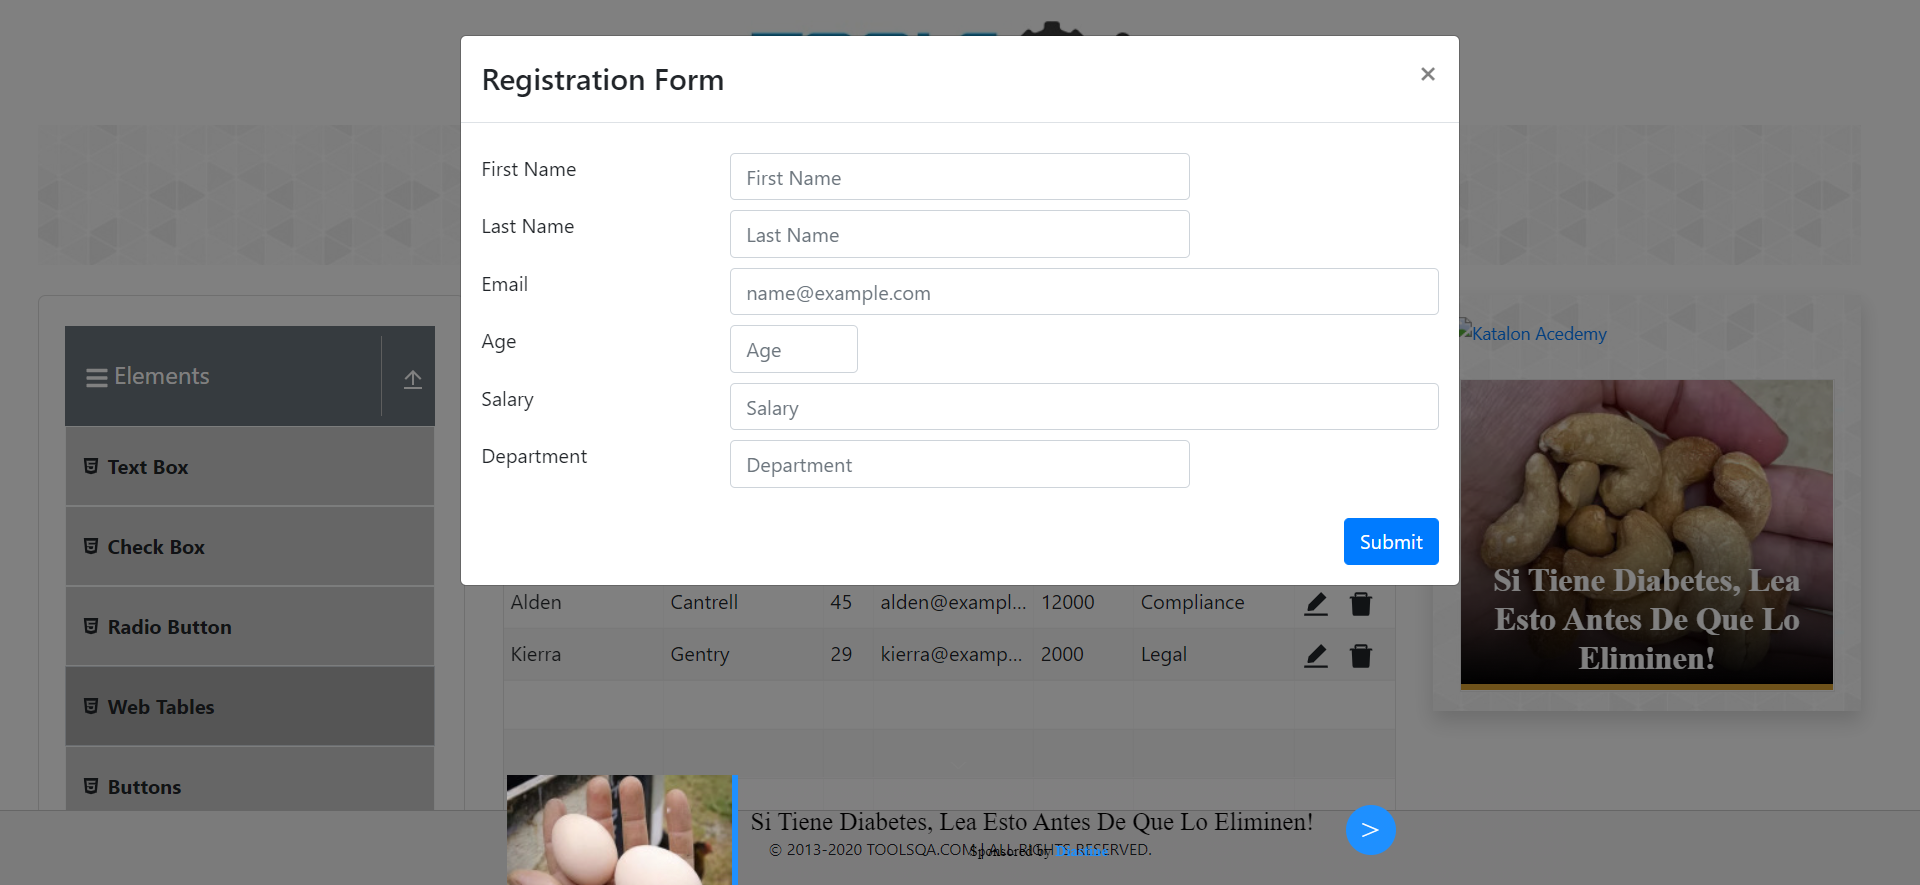 Registration Form
×
First Name
First Name
Last Name
Last Name
Email
name@example.com
Age
Age
Salary
Salary
Department
Department
Submit
Elements
Text Box
Check Box
Radio Button
Web Tables
Buttons
Alden Cantrell 45 alden@exampl... 12000 Compliance
Kierra Gentry 29 kierra@examp... 2000 Legal
Katalon Acedemy
Si Tiene Diabetes, Lea
Esto Antes De Que Lo
Eliminen!
Si Tiene Diabetes, Lea Esto Antes De Que Lo Eliminen!
>
© 2013-2020 TOOLSQA.COM | ALL RIGHTS RESERVED.
Sponsored by